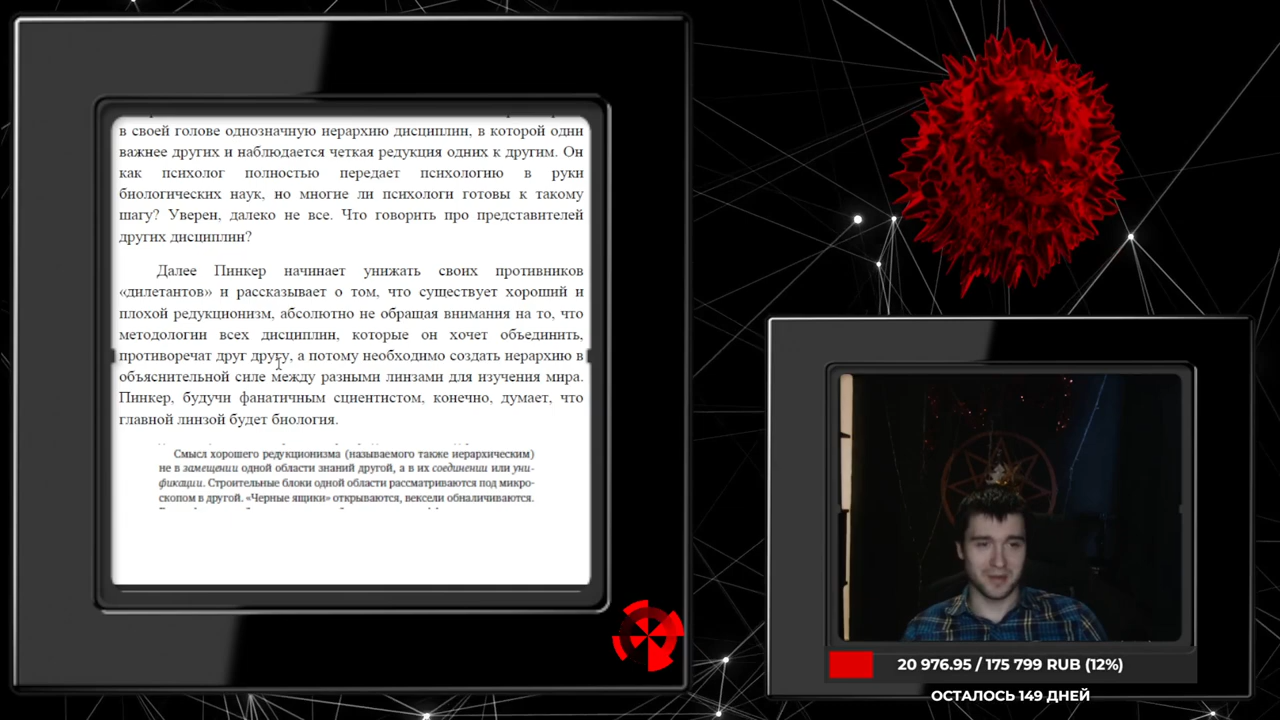 в своей голове однозначную иерархию дисциплин, в которой одни
важнее других и наблюдается четкая редукция одних к другим. Он
как психолог полностью передает психологию в руки
биологических наук, но многие ли психологи готовы к такому
шагу? Уверен, далеко не все. Что говорить про представителей
других дисциплин?
Далее Пинкер начинает унижать своих противников
«дилетантов» и рассказывает о том, что существует хороший и
плохой редукционизм, абсолютно не обращая внимания на то, что
методологии всех дисциплин, которые он хочет объединить,
противоречат друг другу, а потому необходимо создать иерархию в
объяснительной силе между разными линзами для изучения мира.
Пинкер, будучи фанатичным сциентистом, конечно, думает, что
главной линзой будет биология.
Смысл хорошего редукционизма (называемого также иерархическим)
не в замещении одной области знаний другой, а в их соединении или уни-
фикации. Строительные блоки одной области рассматриваются под микро-
скопом в другой. «Черные ящики» открываются, вексели обналичиваются.
20 976.95 / 175 799 RUB (12%)
ОСТАЛОСЬ 149 ДНЕЙ